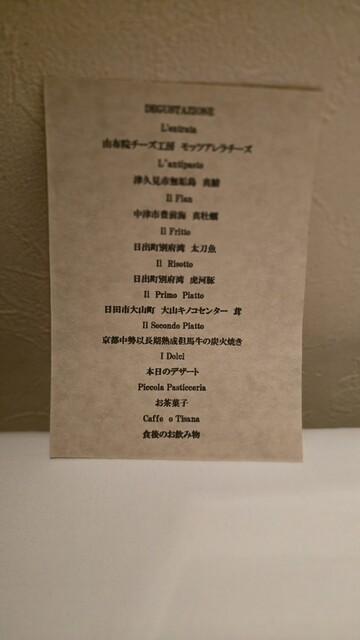 DEGUSTAZIONE
L'entrata
由布院チーズ工房 モッツアレラチーズ
L'antipasto
津久見市無垢島 真鯛
Il Flan
中津市豊前海 真牡蠣
Il Fritto
日出町別府湾 太刀魚
Il Risotto
日出町別府湾 虎河豚
Il Primo Piatto
日田市大山町 大山キノコセンター 茸
Il Secondo Piatto
京都中勢以長期熟成但馬牛の炭火焼き
I Dolci
本日のデザート
Piccola Pasticceria
お茶菓子
Caffe o Tisana
食後のお飲み物